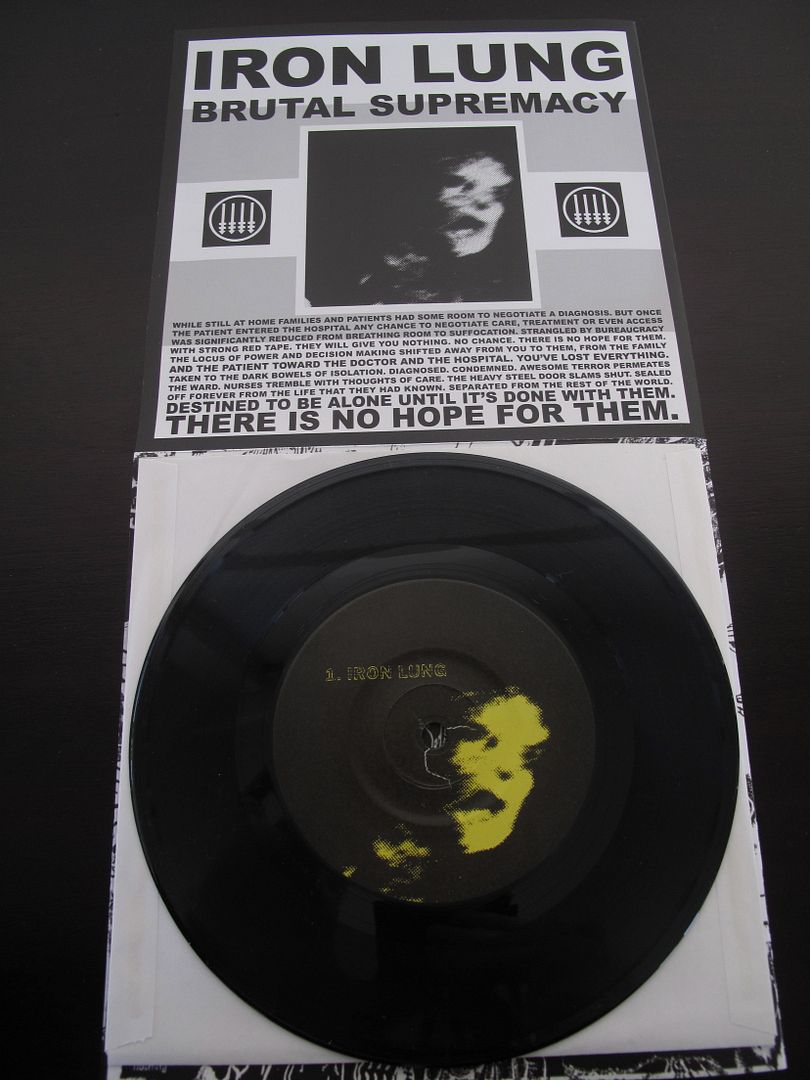 IRON LUNG
BRUTAL SUPREMACY
WHILE STILL AT HOME FAMILIES AND PATIENTS HAD SOME ROOM TO NEGOTIATE A DIAGNOSIS. BUT ONCE
THE PATIENT ENTERED THE HOSPITAL ANY CHANCE TO NEGOTIATE CARE, TREATMENT OR EVEN ACCESS
WAS SIGNIFICANTLY REDUCED FROM BREATHING ROOM TO SUFFOCATION. STRANGLED BY BUREAUCRACY
WITH STRONG RED TAPE. THEY WILL GIVE YOU NOTHING. NO CHANCE. THERE IS NO HOPE FOR THEM.
THE LOCUS OF POWER AND DECISION MAKING SHIFTED AWAY FROM YOU TO THEM, FROM THE FAMILY
AND THE PATIENT TOWARD THE DOCTOR AND THE HOSPITAL. YOU'VE LOST EVERYTHING.
TAKEN TO THE DARK BOWELS OF ISOLATION. DIAGNOSED. CONDEMNED. AWESOME TERROR PERMEATES
THE WARD. NURSES TREMBLE WITH THOUGHTS OF CARE. THE HEAVY STEEL DOOR SLAMS SHUT. SEALED
OFF FOREVER FROM THE LIFE THAT THEY HAD KNOWN. SEPARATED FROM THE REST OF THE WORLD.
DESTINED TO BE ALONE UNTIL IT'S DONE WITH THEM.
THERE IS NO HOPE FOR THEM.
1. IRON LUNG
nothing